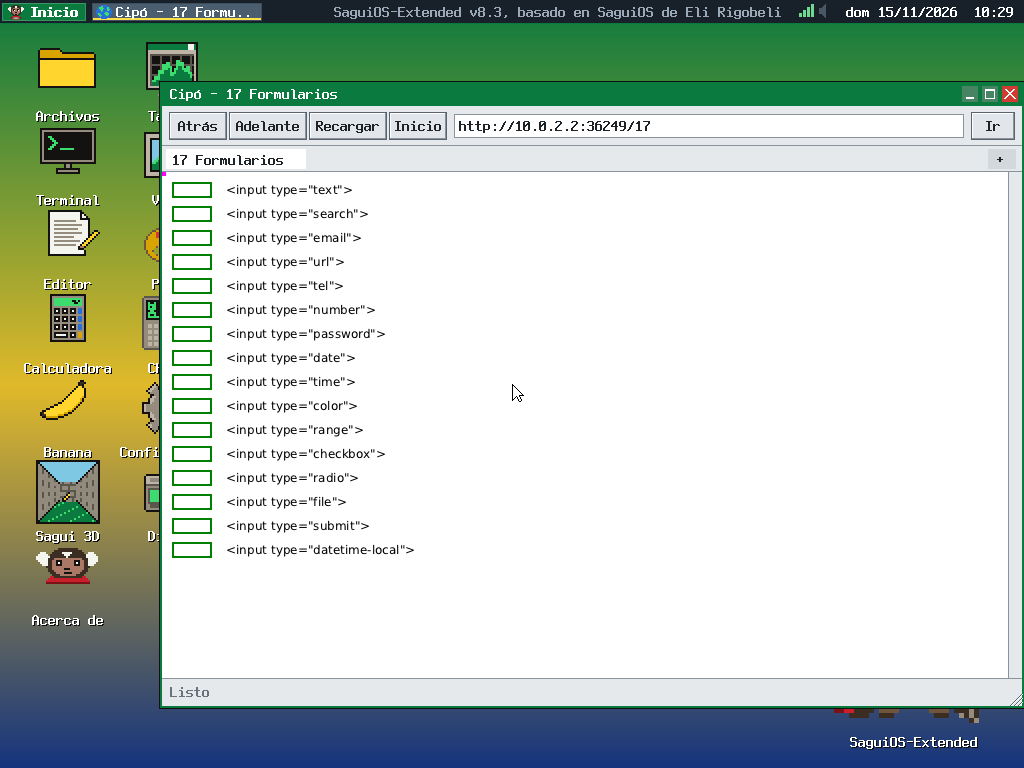 Inicio
Cipó - 17 Formu..
SaguiOS-Extended v8.3, basado en SaguiOS de Eli Rigobeli
dom 15/11/2026
10:29
Archivos
Terminal
Editor
Calculadora
Banana
Sagui 3D
Acerca de
Cipó - 17 Formularios
Atrás
Adelante
Recargar
Inicio
http://10.0.2.2:36249/17
Ir
17 Formularios
+
<input type="text">
<input type="search">
<input type="email">
<input type="url">
<input type="tel">
<input type="number">
<input type="password">
<input type="date">
<input type="time">
<input type="color">
<input type="range">
<input type="checkbox">
<input type="radio">
<input type="file">
<input type="submit">
<input type="datetime-local">
Listo
SaguiOS-Extended